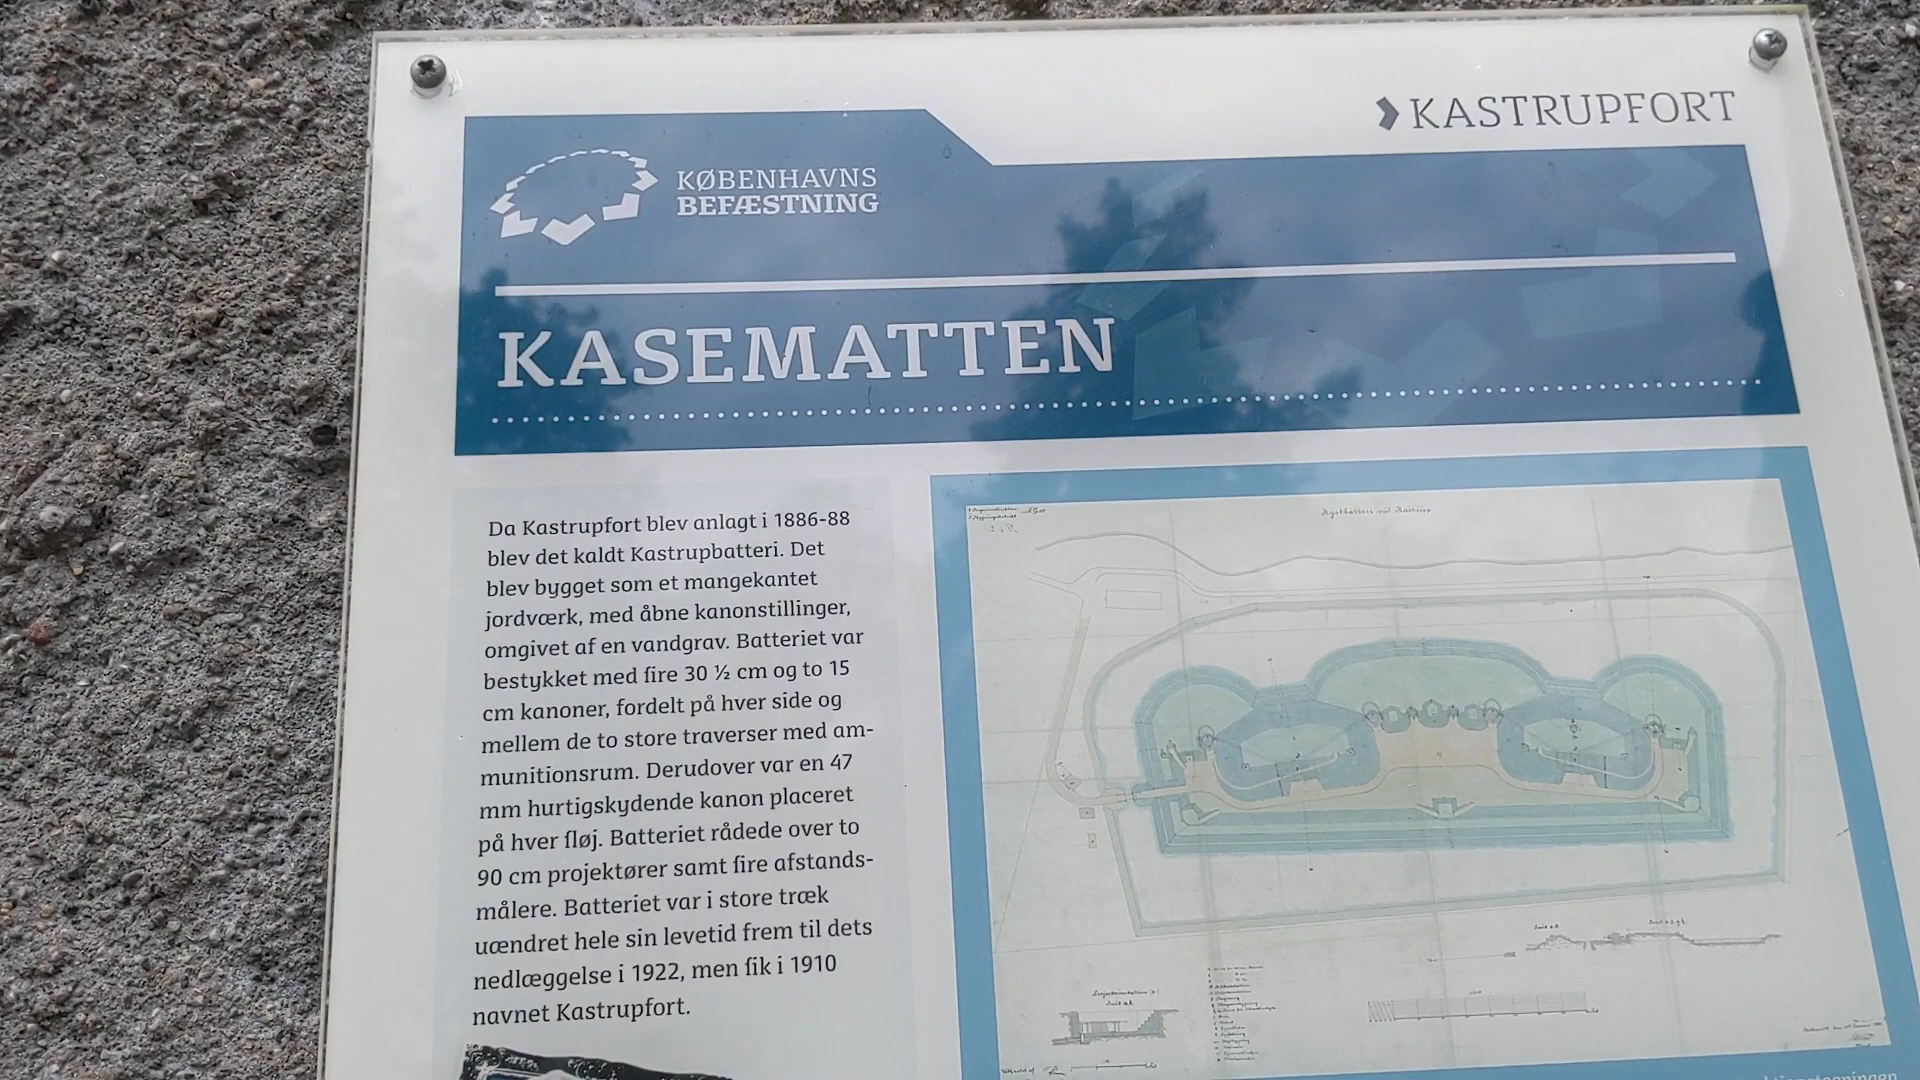 KASTRUPFORT
KØBENHAVNS
BEFÆSTNING
KASEMATTEN
Da Kastrupfort blev anlagt i 1886-88
blev det kaldt Kastrupbatteri. Det
blev bygget som et mangekantet
jordværk, med åbne kanonstillinger,
omgivet af en vandgrav. Batteriet var
bestykket med fire 30 ½ cm og to 15
cm kanoner, fordelt på hver side og
mellem de to store traverser med am-
munitionsrum. Derudover var en 47
mm hurtigskydende kanon placeret
på hver fløj. Batteriet rådede over to
90 cm projektører samt fire afstands-
målere. Batteriet var i store træk
uændret hele sin levetid frem til dets
nedlæggelse i 1922, men fik i 1910
navnet Kastrupfort.
Kystbatteri ved Kastrup